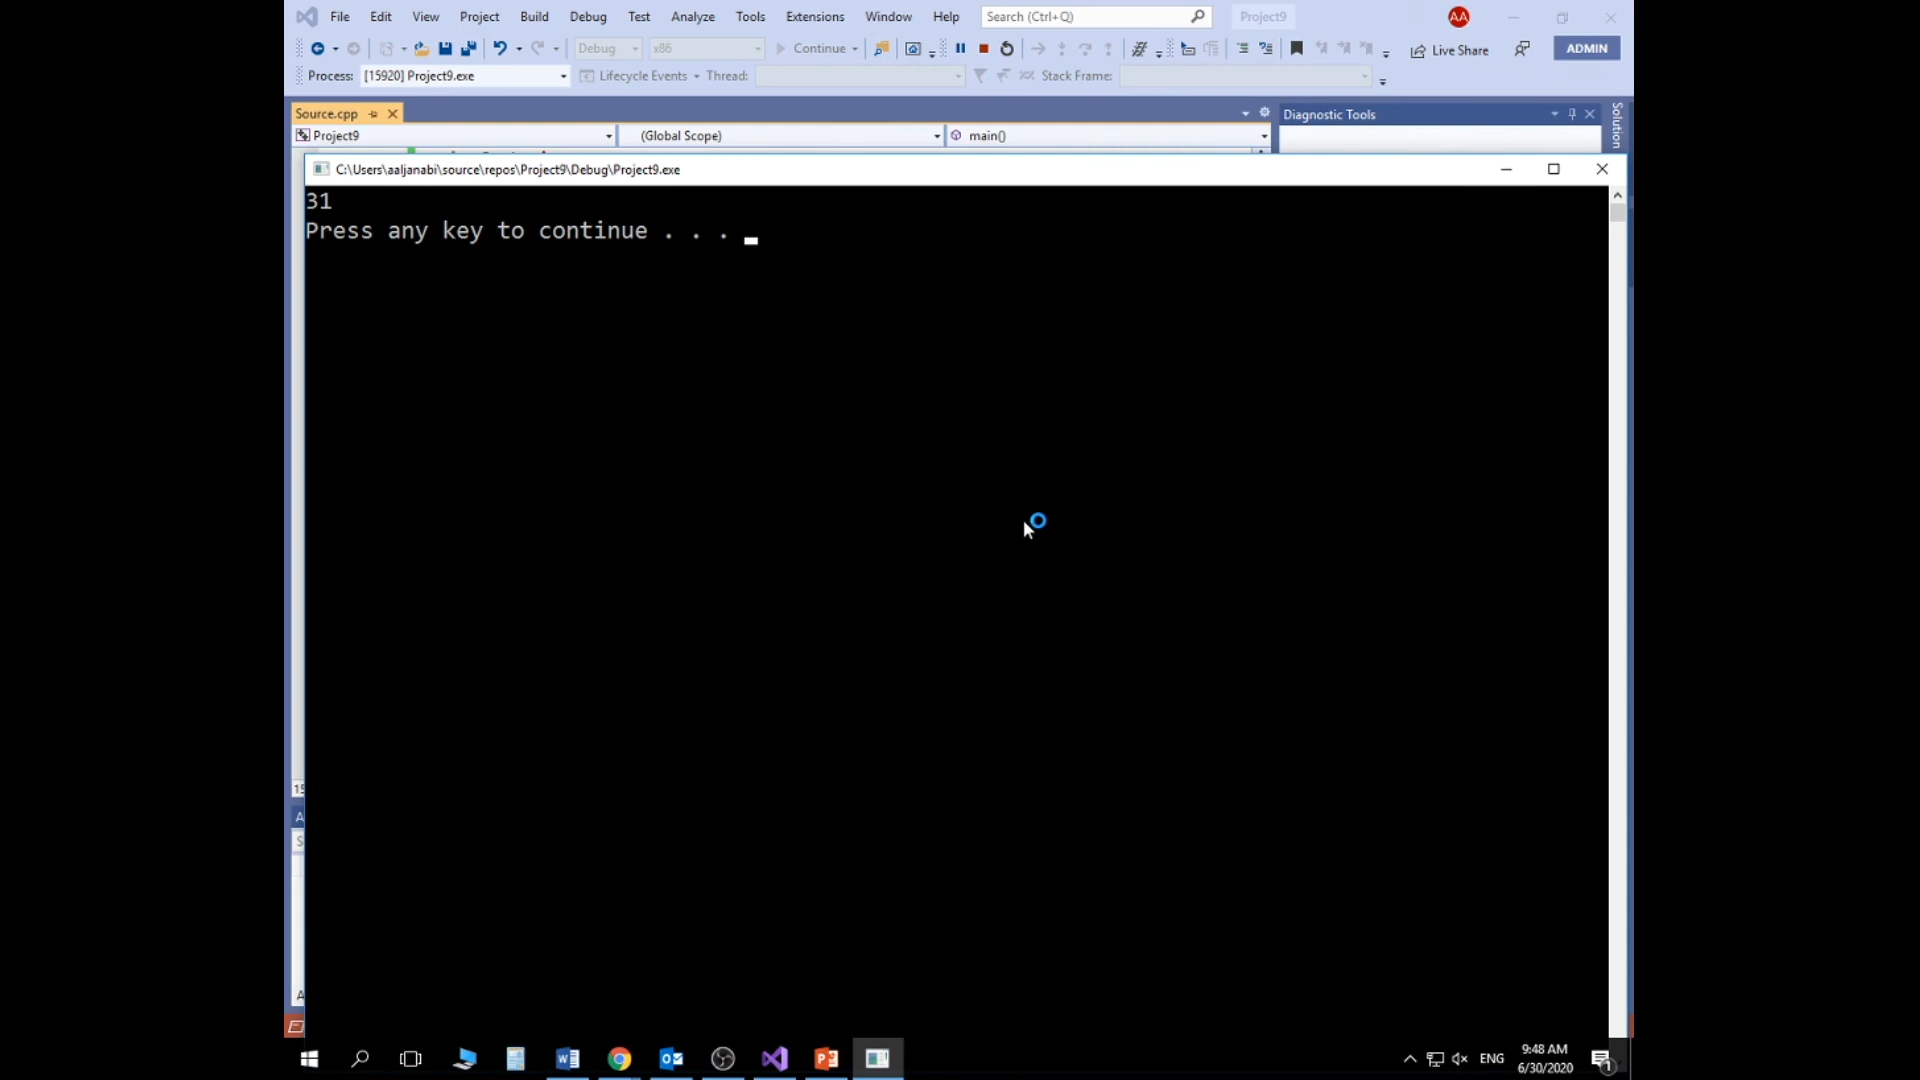 File Edit View Project Build Debug Test Analyze Tools Extensions Window Help Search (Ctrl+Q) Project9 AA
Debug x86 Continue Live Share ADMIN
Process: [15920] Project9.exe Lifecycle Events Thread: Stack Frame:
Source.cpp Diagnostic Tools Solution
Project9 (Global Scope) main()
C:\Users\aaljanabi\source\repos\Project9\Debug\Project9.exe
31
Press any key to continue . . .
ENG 9:48 AM
6/30/2020 1